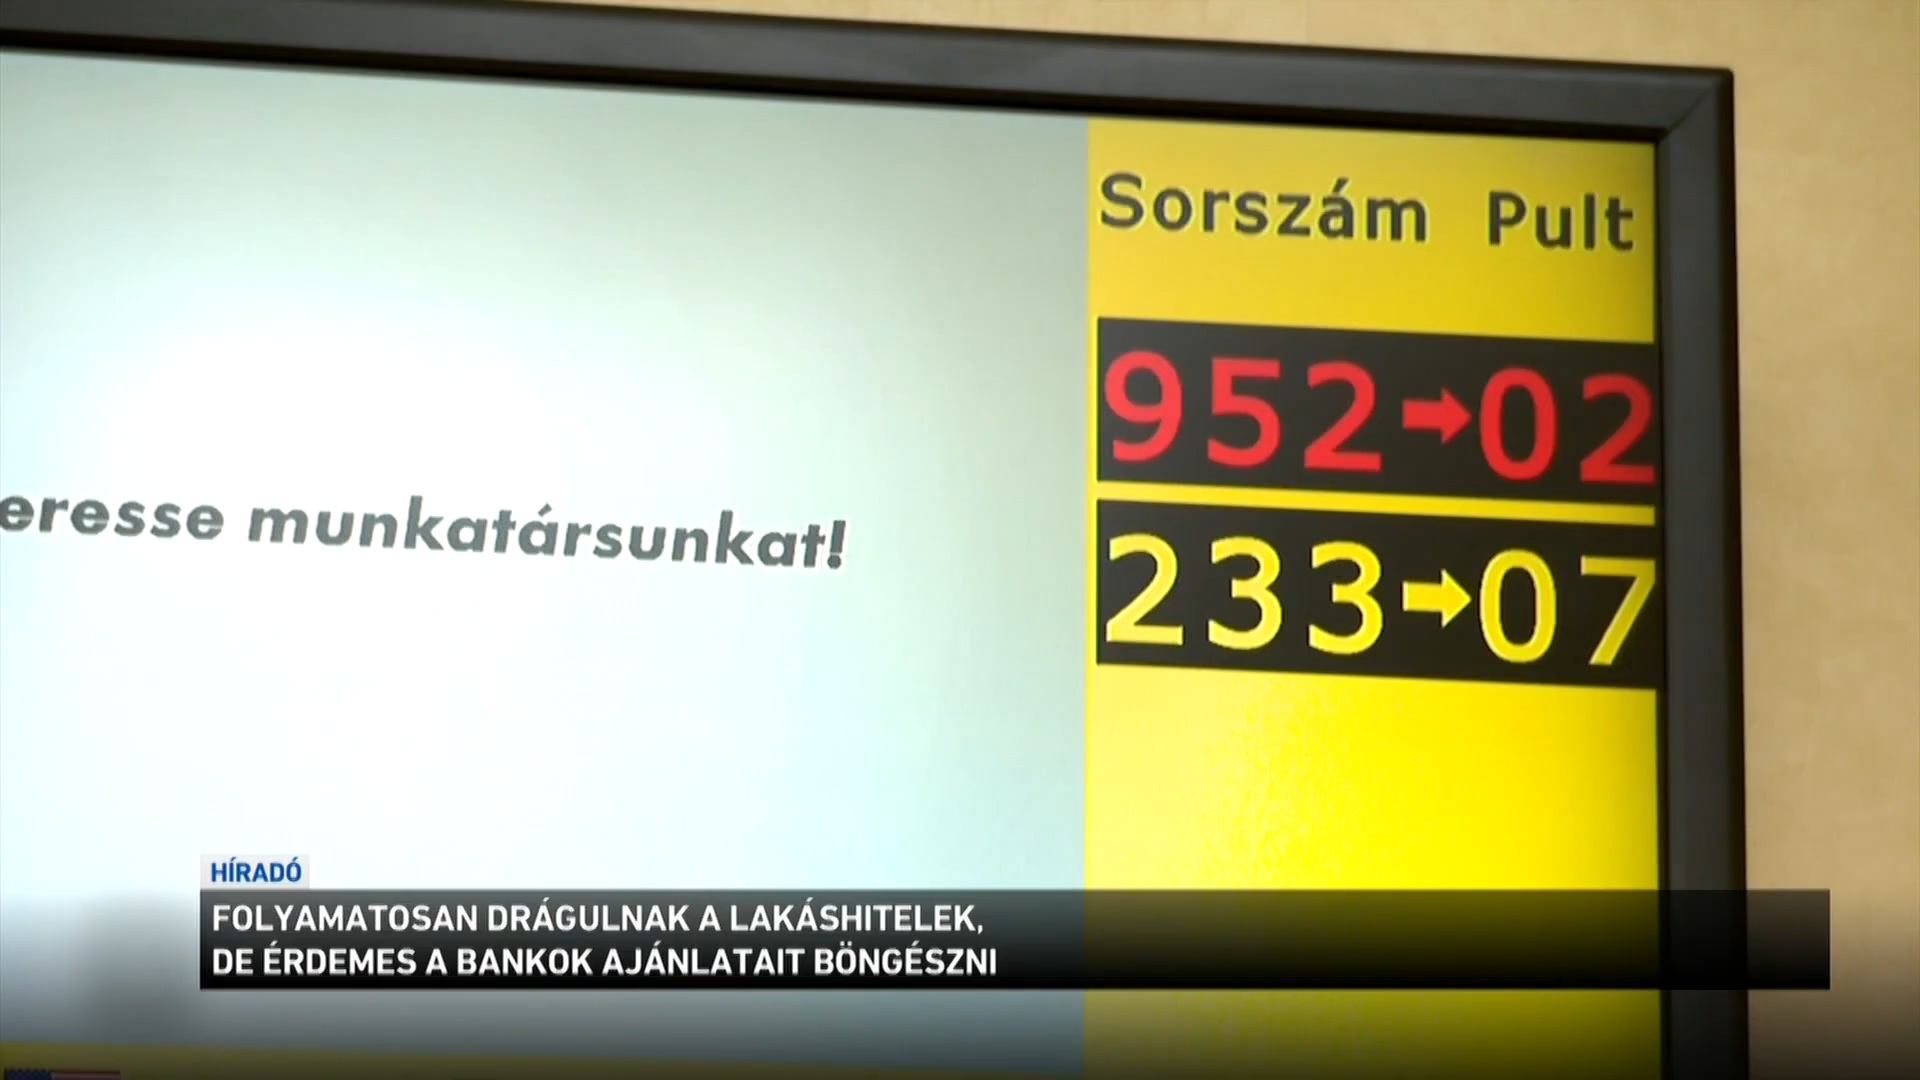 Sorszám Pult
952→02
eresse munkatársunkat!
233→07
HÍRADÓ
FOLYAMATOSAN DRÁGULNAK A LAKÁSHITELEK,
DE ÉRDEMES A BANKOK AJÁNLATAIT BÖNGÉSZNI